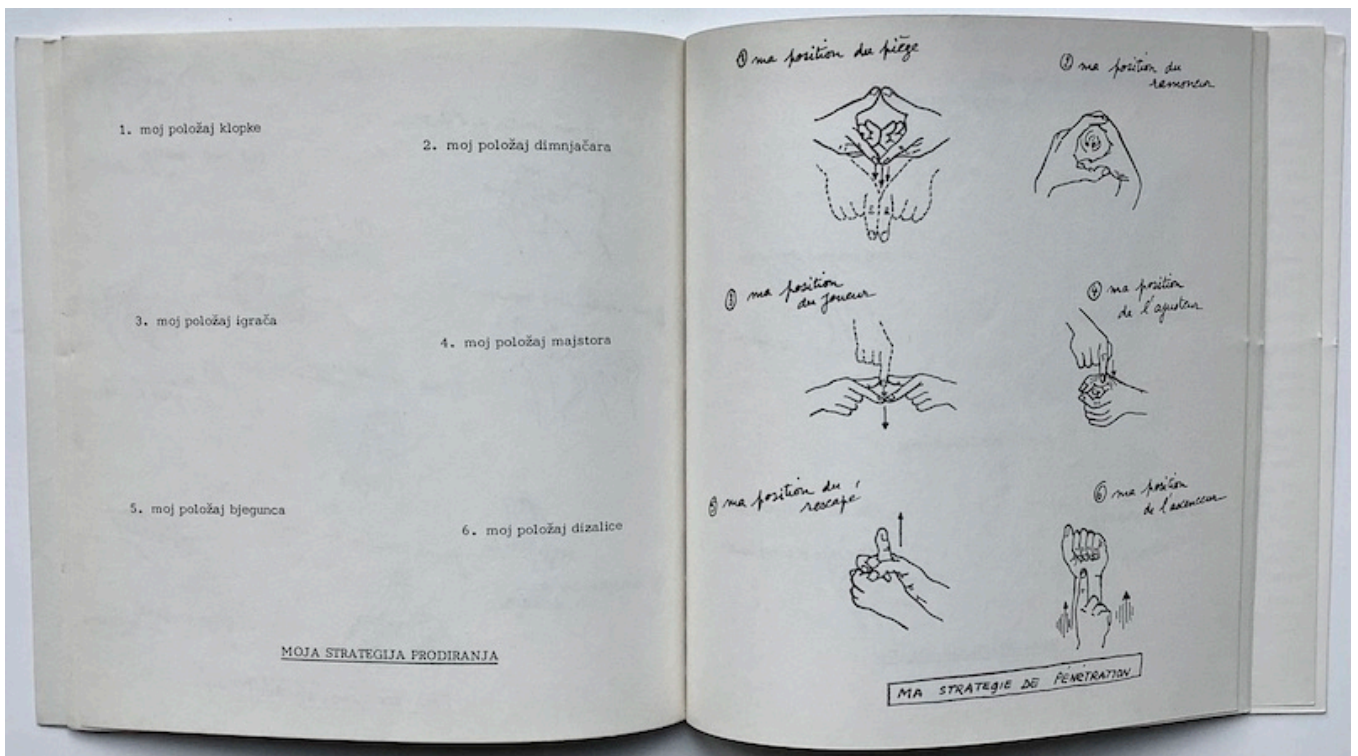 1. moj položaj klopke
2. moj položaj dimnjačara
3. moj položaj igrača
4. moj položaj majstora
5. moj položaj bjegunca
6. moj položaj dizalice
MOJA STRATEGIJA PRODIRANJA
① ma position du piège
② ma position du
ramoneur
③ ma position
du joueur
④ ma position
de l'ajusteur
⑤ ma position du
rescapé
⑥ ma position
de l'ascenceur
MA STRATEGIE DE PÉNÉTRATION